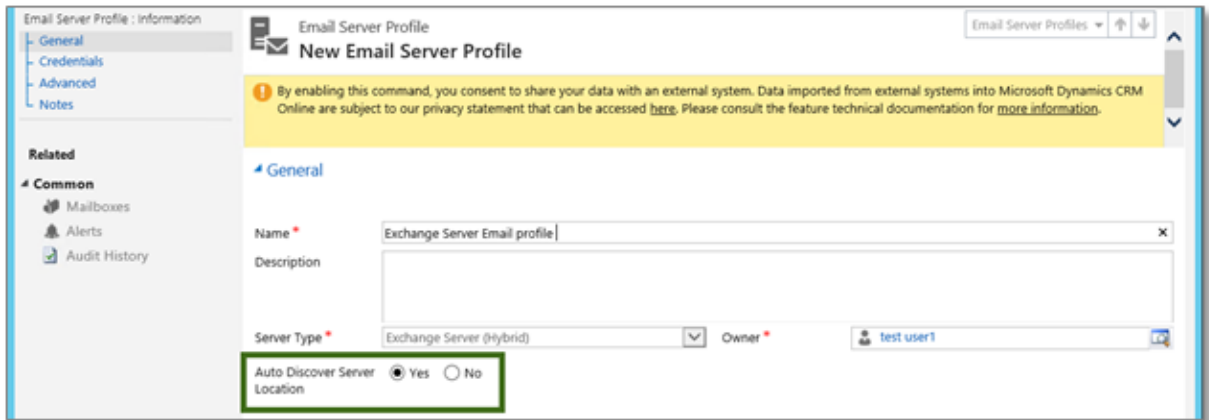 Email Server Profile : Information
General
Credentials
Advanced
Notes
Related
Common
Mailboxes
Alerts
Audit History
Email Server Profile
New Email Server Profile
Email Server Profiles
By enabling this command, you consent to share your data with an external system. Data imported from external systems into Microsoft Dynamics CRM
Online are subject to our privacy statement that can be accessed here. Please consult the feature technical documentation for more information.
General
Name * Exchange Server Email profile
Description
Server Type * Exchange Server (Hybrid) Owner * test user1
Auto Discover Server Yes No
Location